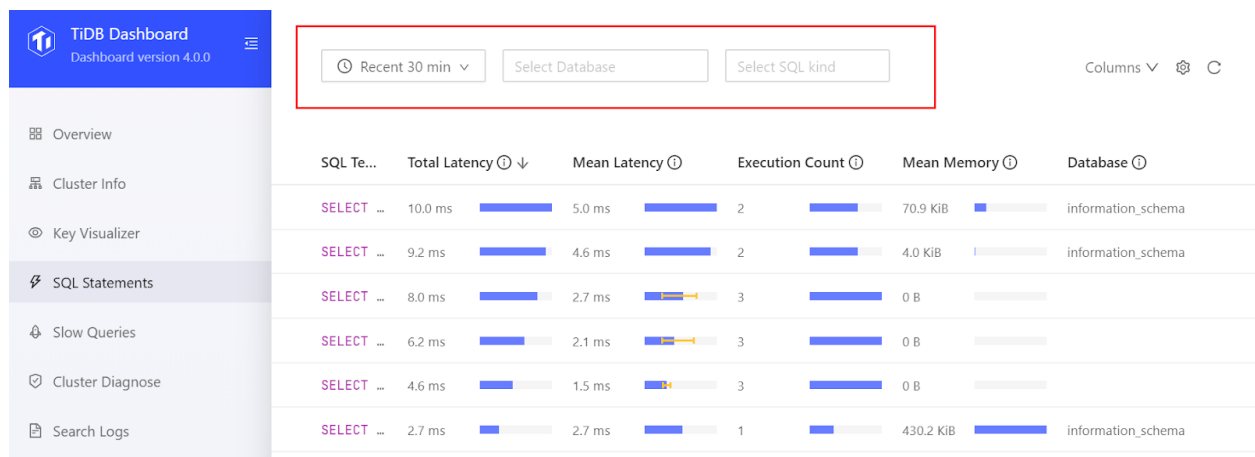 TiDB Dashboard
Dashboard version 4.0.0
Overview
Cluster Info
Key Visualizer
SQL Statements
Slow Queries
Cluster Diagnose
Search Logs
Recent 30 min Select Database Select SQL kind Columns
SQL Te... Total Latency Mean Latency Execution Count Mean Memory Database
SELECT … 10.0 ms 5.0 ms 2 70.9 KiB information_schema
SELECT … 9.2 ms 4.6 ms 2 4.0 KiB information_schema
SELECT … 8.0 ms 2.7 ms 3 0 B
SELECT … 6.2 ms 2.1 ms 3 0 B
SELECT … 4.6 ms 1.5 ms 3 0 B
SELECT … 2.7 ms 2.7 ms 1 430.2 KiB information_schema